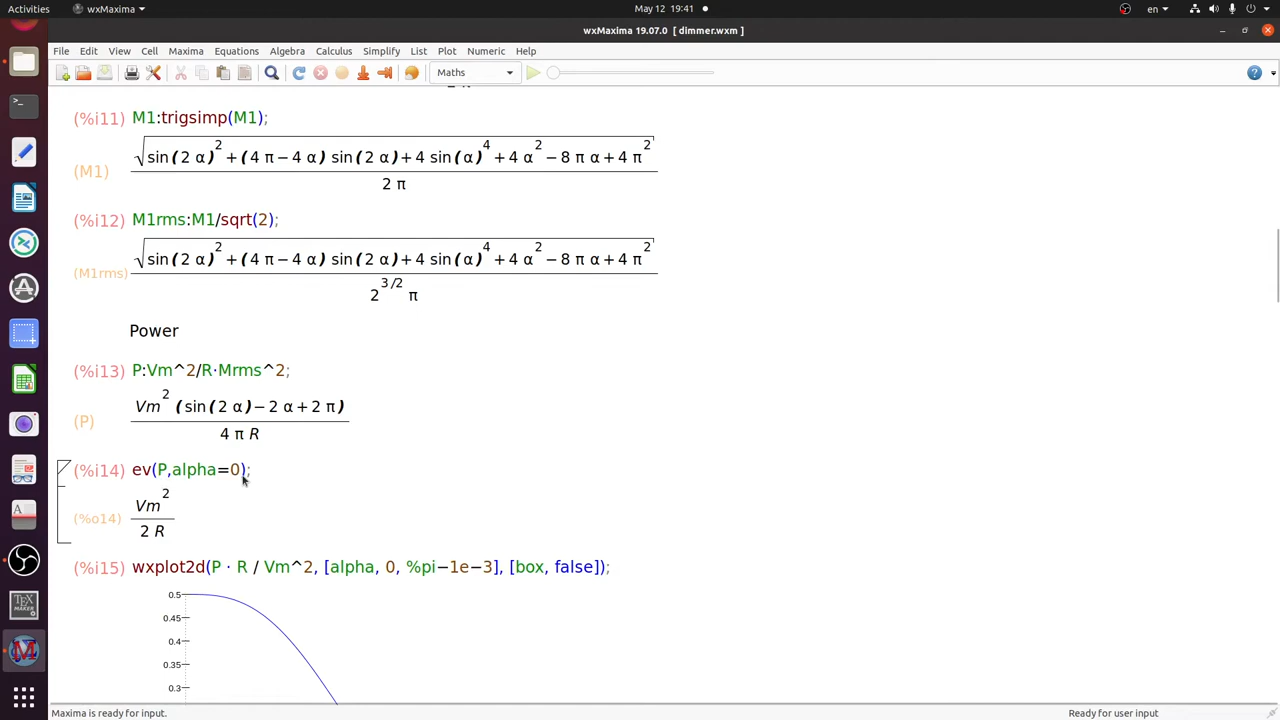 Activities
wxMaxima
May 12 19:41
en
wxMaxima 19.07.0 [ dimmer.wxm ]
File Edit View Cell Maxima Equations Algebra Calculus Simplify List Plot Numeric Help
Maths
(%i11) M1:trigsimp(M1);
(M1) √sin(2 α)^2+(4 π−4 α) sin(2 α)+4 sin(α)^4+4 α^2−8 π α+4 π^2
2 π
(%i12) M1rms:M1/sqrt(2);
(M1rms) √sin(2 α)^2+(4 π−4 α) sin(2 α)+4 sin(α)^4+4 α^2−8 π α+4 π^2
2^3/2 π
Power
(%i13) P:Vm^2/R·Mrms^2;
(P) Vm^2 (sin(2 α)−2 α+2 π)
4 π R
(%i14) ev(P,alpha=0);
(%o14) Vm^2
2 R
(%i15) wxplot2d(P · R / Vm^2, [alpha, 0, %pi−1e−3], [box, false]);
0.5
0.45
0.4
0.35
0.3
Maxima is ready for input.
Ready for user input